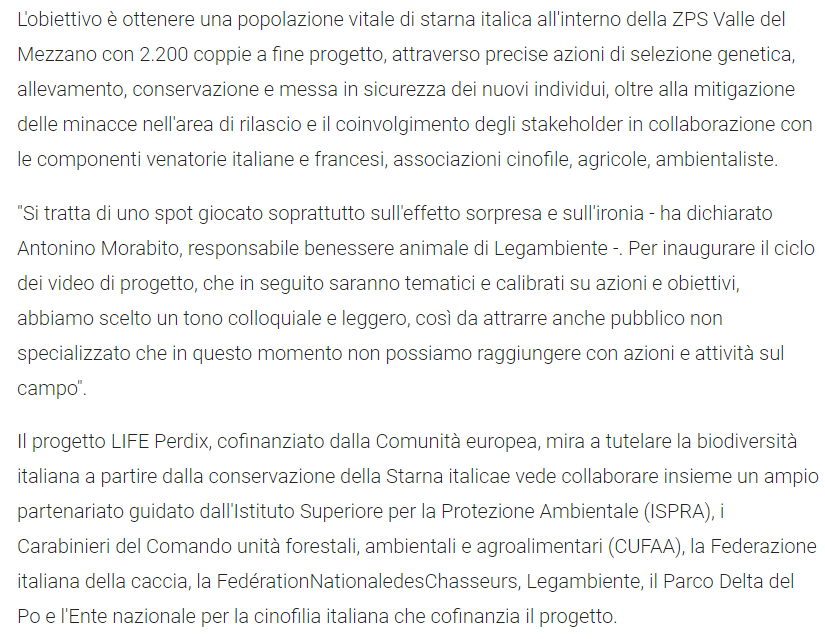 L'obiettivo è ottenere una popolazione vitale di starna italica all'interno della ZPS Valle del
Mezzano con 2.200 coppie a fine progetto, attraverso precise azioni di selezione genetica,
allevamento, conservazione e messa in sicurezza dei nuovi individui, oltre alla mitigazione
delle minacce nell'area di rilascio e il coinvolgimento degli stakeholder in collaborazione con
le componenti venatorie italiane e francesi, associazioni cinofile, agricole, ambientaliste.
"Si tratta di uno spot giocato soprattutto sull'effetto sorpresa e sull'ironia - ha dichiarato
Antonino Morabito, responsabile benessere animale di Legambiente -. Per inaugurare il ciclo
dei video di progetto, che in seguito saranno tematici e calibrati su azioni e obiettivi,
abbiamo scelto un tono colloquiale e leggero, così da attrarre anche pubblico non
specializzato che in questo momento non possiamo raggiungere con azioni e attività sul
campo".
Il progetto LIFE Perdix, cofinanziato dalla Comunità europea, mira a tutelare la biodiversità
italiana a partire dalla conservazione della Starna italicae vede collaborare insieme un ampio
partenariato guidato dall'Istituto Superiore per la Protezione Ambientale (ISPRA), i
Carabinieri del Comando unità forestali, ambientali e agroalimentari (CUFAA), la Federazione
italiana della caccia, la FedérationNationaledesChasseurs, Legambiente, il Parco Delta del
Po e l'Ente nazionale per la cinofilia italiana che cofinanzia il progetto.